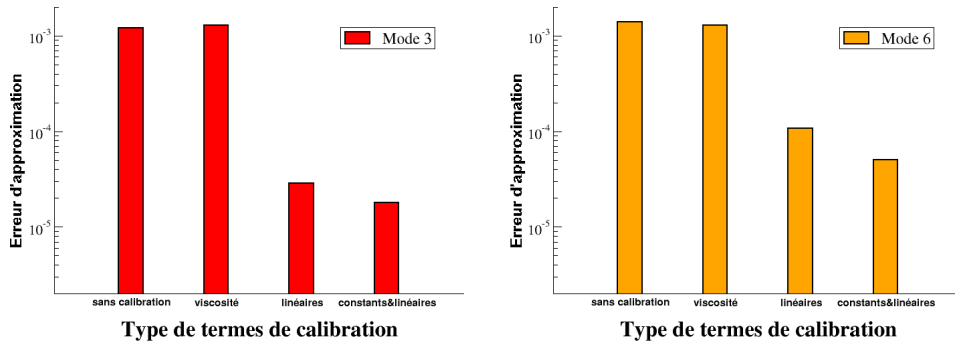 Erreur d'approximation
10⁻³
10⁻⁴
10⁻⁵
Mode 3
sans calibration viscosité linéaires constants&linéaires
Type de termes de calibration
Erreur d'approximation
10⁻³
10⁻⁴
10⁻⁵
Mode 6
sans calibration viscosité linéaires constants&linéaires
Type de termes de calibration